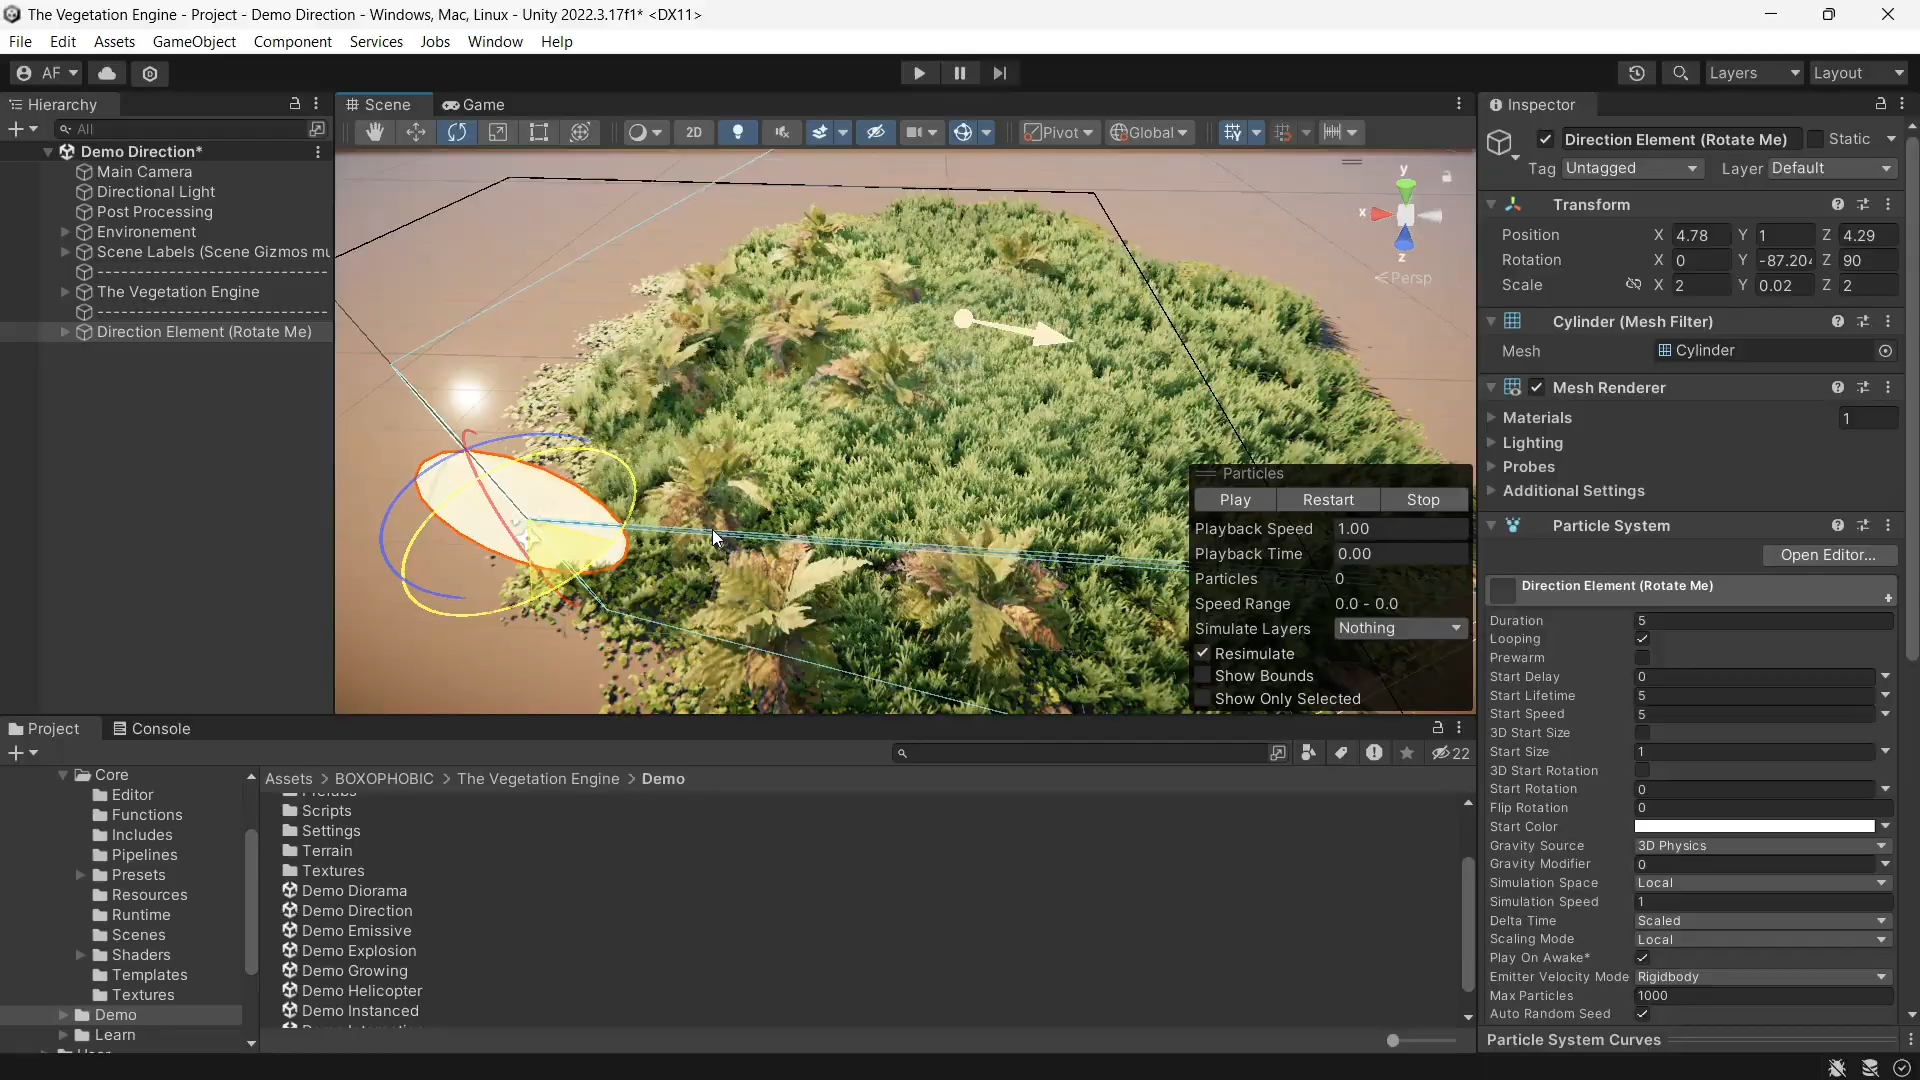 The Vegetation Engine - Project - Demo Direction - Windows, Mac, Linux - Unity 2022.3.17f1* <DX11>
File Edit Assets GameObject Component Services Jobs Window Help
AF Layers Layout
Hierarchy
All
Demo Direction*
Main Camera
Directional Light
Post Processing
Environement
Scene Labels (Scene Gizmos mu
------------------------------
The Vegetation Engine
------------------------------
Direction Element (Rotate Me)
Scene Game
2D Pivot Global
y
x
z
Persp
Particles
Play Restart Stop
Playback Speed 1.00
Playback Time 0.00
Particles 0
Speed Range 0.0 - 0.0
Simulate Layers Nothing
Resimulate
Show Bounds
Show Only Selected
Inspector
Direction Element (Rotate Me) Static
Tag Untagged Layer Default
Transform
Position X 4.78 Y 1 Z 4.29
Rotation X 0 Y -87.204 Z 90
Scale X 2 Y 0.02 Z 2
Cylinder (Mesh Filter)
Mesh Cylinder
Mesh Renderer
Materials 1
Lighting
Probes
Additional Settings
Particle System
Open Editor...
Direction Element (Rotate Me)
Duration 5
Looping
Prewarm
Start Delay 0
Start Lifetime 5
Start Speed 5
3D Start Size
Start Size 1
3D Start Rotation
Start Rotation 0
Flip Rotation 0
Start Color
Gravity Source 3D Physics
Gravity Modifier 0
Simulation Space Local
Simulation Speed 1
Delta Time Scaled
Scaling Mode Local
Play On Awake*
Emitter Velocity Mode Rigidbody
Max Particles 1000
Auto Random Seed
Particle System Curves
Project Console
22
Core
Editor
Functions
Includes
Pipelines
Presets
Resources
Runtime
Scenes
Shaders
Templates
Textures
Demo
Learn
Assets > BOXOPHOBIC > The Vegetation Engine > Demo
Scripts
Settings
Terrain
Textures
Demo Diorama
Demo Direction
Demo Emissive
Demo Explosion
Demo Growing
Demo Helicopter
Demo Instanced